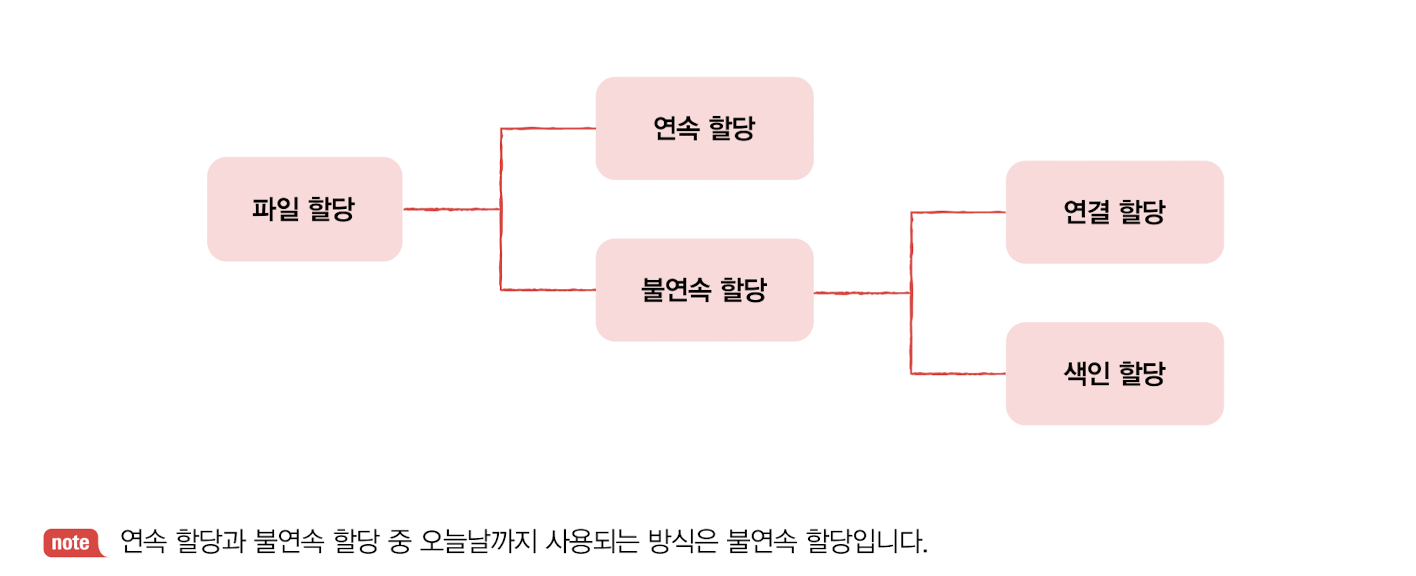 연속 할당
파일 할당
연결 할당
불연속 할당
색인 할당
note 연속 할당과 불연속 할당 중 오늘날까지 사용되는 방식은 불연속 할당입니다.